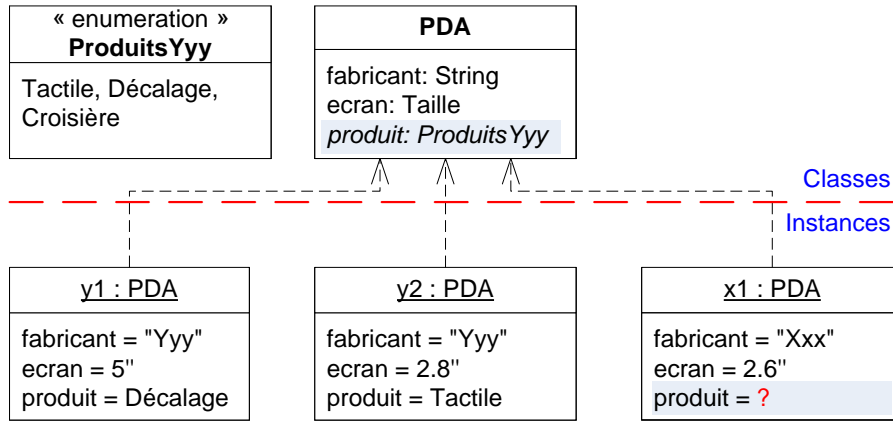 « enumeration »
ProduitsYyy
Tactile, Décalage,
Croisière
PDA
fabricant: String
ecran: Taille
produit: ProduitsYyy
Classes
Instances
y1 : PDA
fabricant = "Yyy"
ecran = 5"
produit = Décalage
y2 : PDA
fabricant = "Yyy"
ecran = 2.8"
produit = Tactile
x1 : PDA
fabricant = "Xxx"
ecran = 2.6"
produit = ?